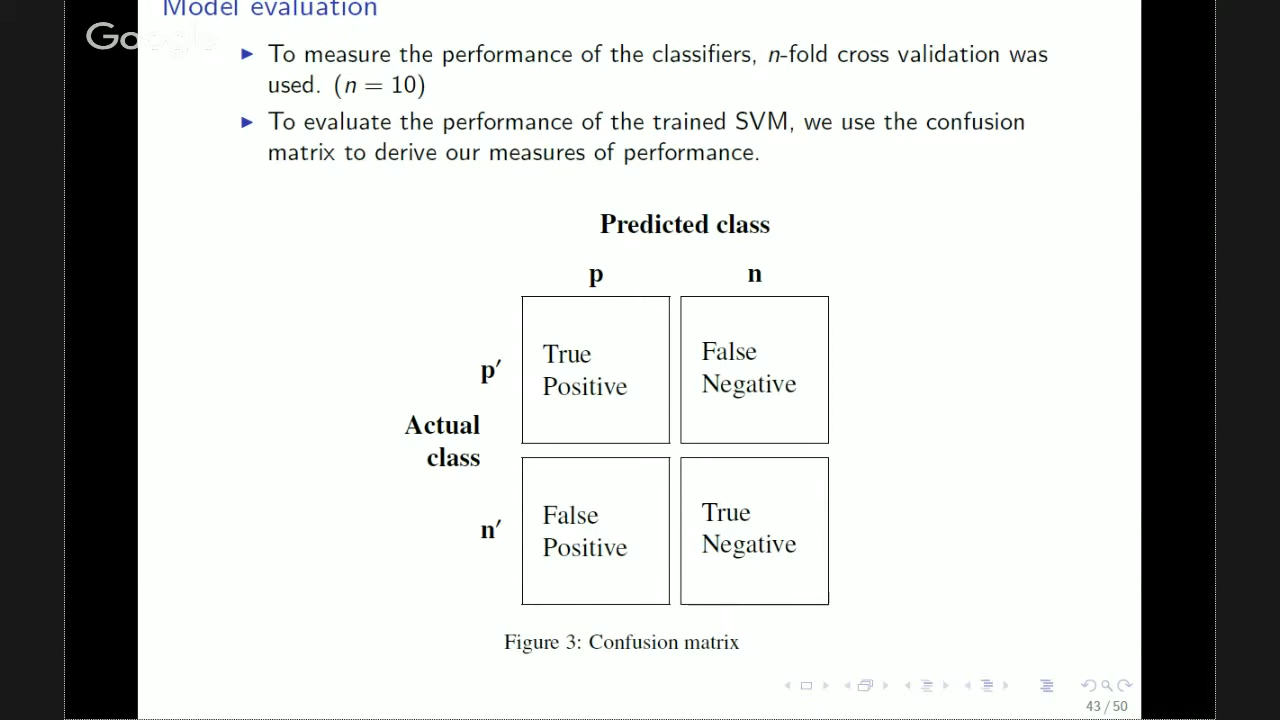 Model evaluation
Google
▶ To measure the performance of the classifiers, n-fold cross validation was
used. (n = 10)
▶ To evaluate the performance of the trained SVM, we use the confusion
matrix to derive our measures of performance.
Predicted class
p n
True
Positive
False
Negative
p′
Actual
class
False
Positive
True
Negative
n′
Figure 3: Confusion matrix
43 / 50